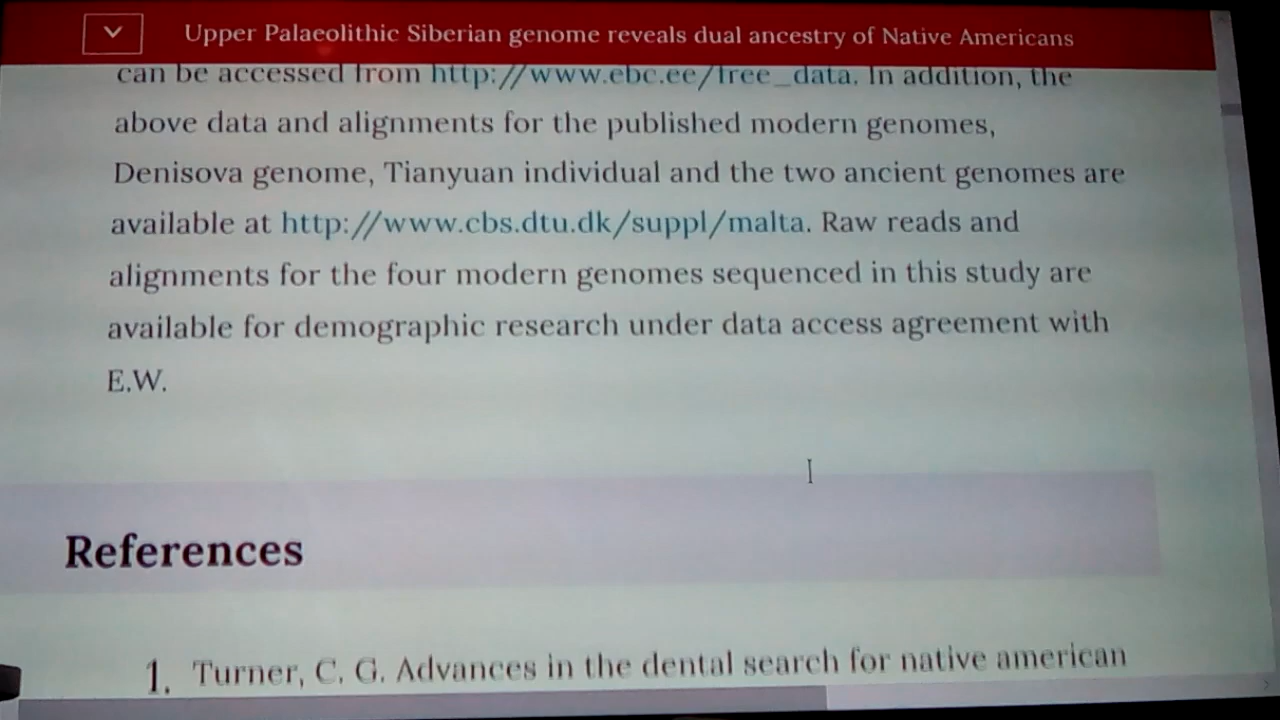 Upper Palaeolithic Siberian genome reveals dual ancestry of Native Americans
can be accessed from http://www.ebc.ee/free_data. In addition, the
above data and alignments for the published modern genomes,
Denisova genome, Tianyuan individual and the two ancient genomes are
available at http://www.cbs.dtu.dk/suppl/malta. Raw reads and
alignments for the four modern genomes sequenced in this study are
available for demographic research under data access agreement with
E.W.
References
1. Turner, C. G. Advances in the dental search for native american